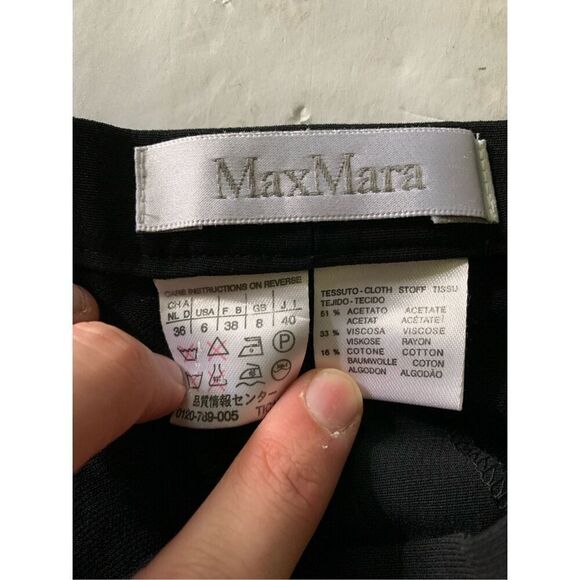 MaxMara
CARE INSTRUCTIONS ON REVERSE
CH A NL D USA F B GB J I
36 6 38 8 40
P
品質情報センター
0120-789-005
TESSUTO-CLOTH STOFF TISSU
TEJIDO-TECIDO
51 % ACETATO ACETATE
ACETAT ACÉTATE
33 % VISCOSA VISCOSE
VISKOSE RAYON
16 % COTONE COTTON
BAUMWOLLE COTON
ALGODON ALGODÃO